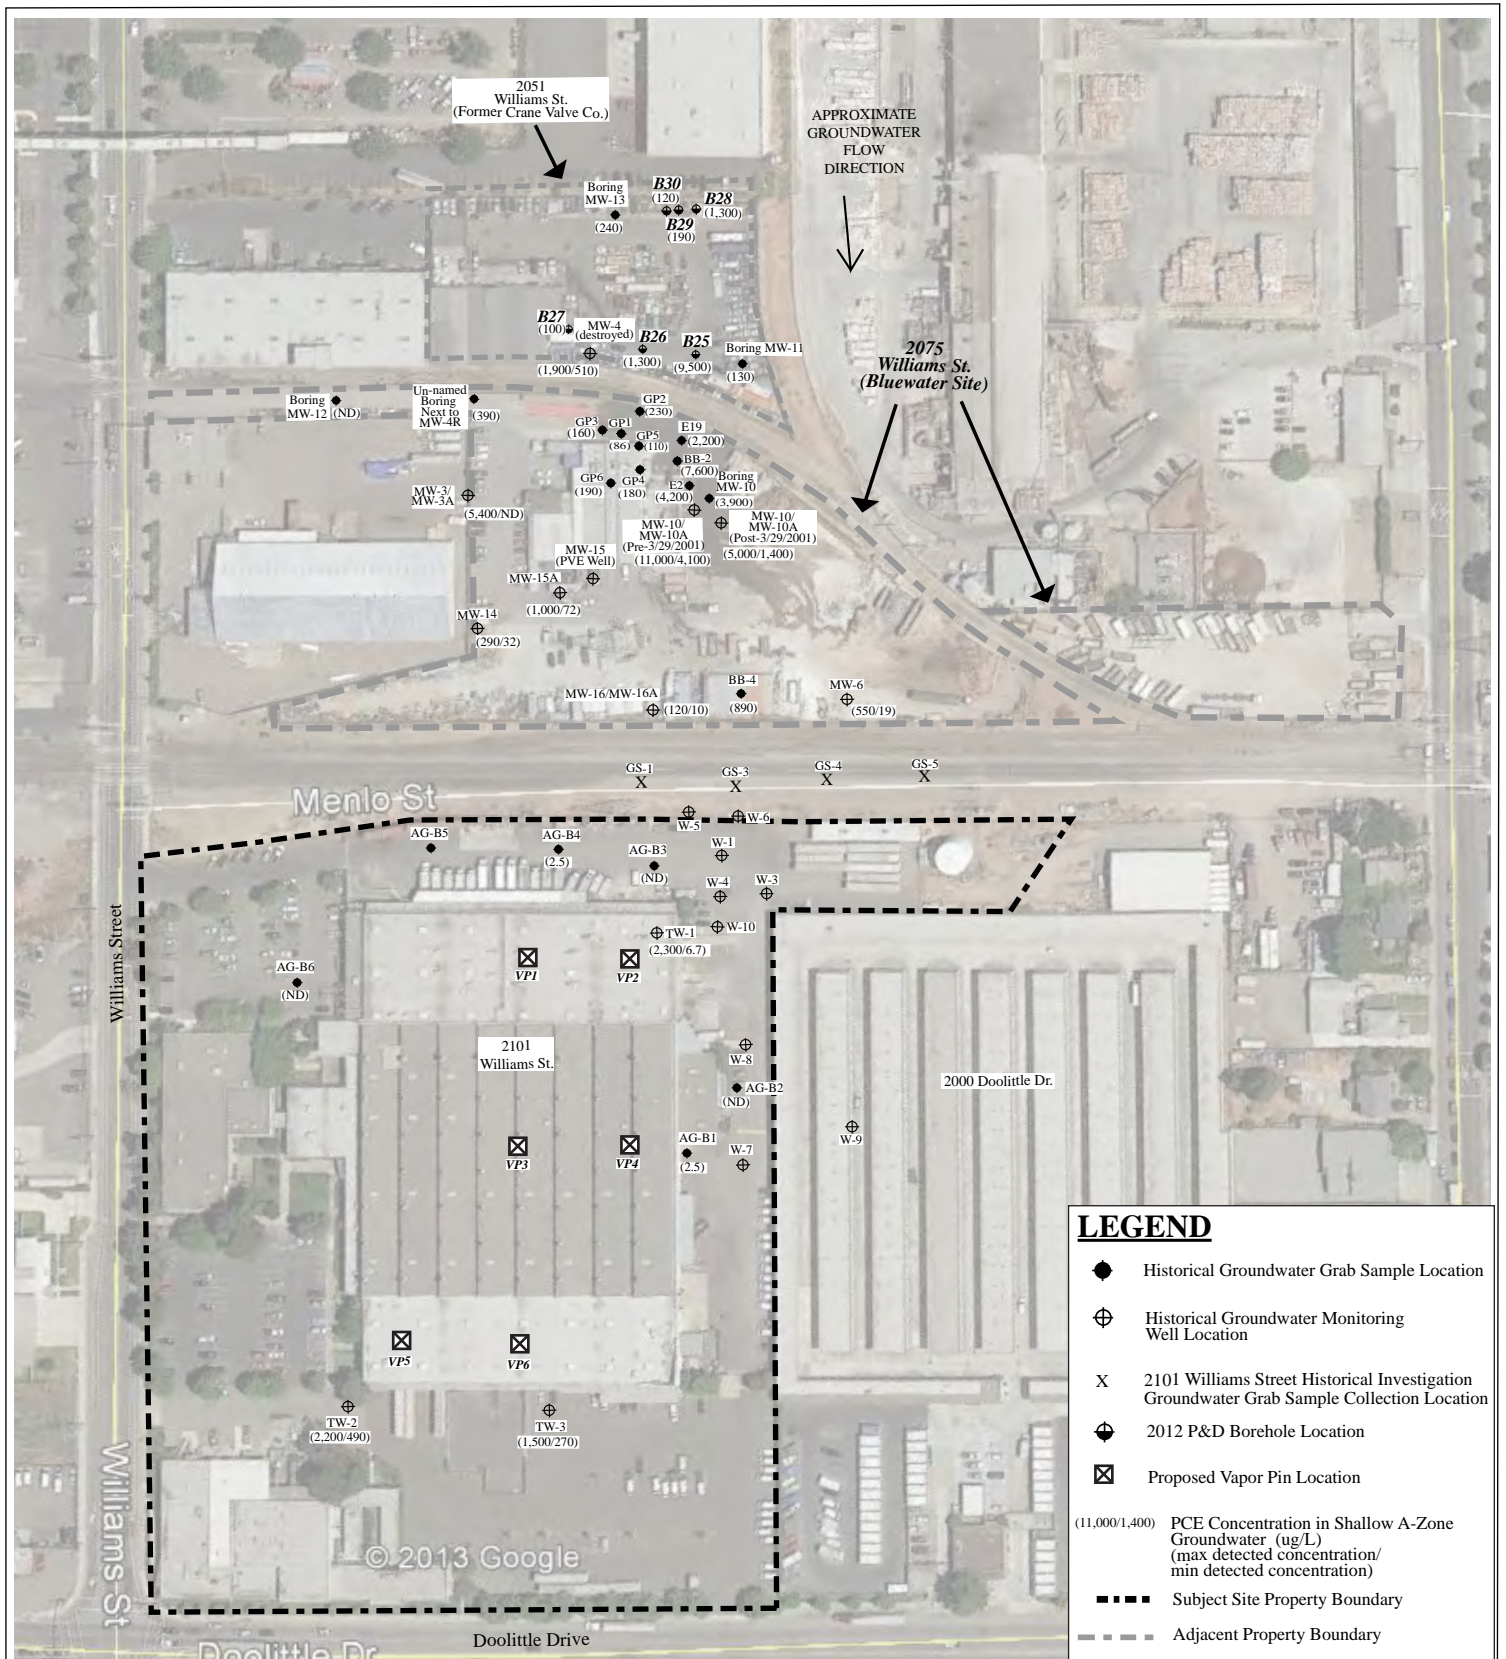 2051
Williams St.
(Former Crane Valve Co.)
APPROXIMATE
GROUNDWATER
FLOW
DIRECTION
Boring
MW-13
(240)
B30
(120)
B29
(190)
B28
(1,300)
B27
(100)
MW-4
(destroyed)
(1,900/510)
B26
(1,300)
B25
(9,500)
Boring MW-11
(130)
2075
Williams St.
(Bluewater Site)
Boring
MW-12
(ND)
Un-named
Boring
Next to
MW-4R
(390)
GP2
(230)
GP3
(160)
GP1
(86)
GP5
(110)
E19
(2,200)
BB-2
(7,600)
GP6
(190)
GP4
(180)
E2
(4,200)
Boring
MW-10
(3,900)
MW-3/
MW-3A
(5,400/ND)
MW-10/
MW-10A
(Pre-3/29/2001)
(11,000/4,100)
MW-10/
MW-10A
(Post-3/29/2001)
(5,000/1,400)
MW-15
(PVE Well)
MW-15A
(1,000/72)
MW-14
(290/32)
MW-16/MW-16A
(120/10)
BB-4
(890)
MW-6
(550/19)
GS-1
X
GS-3
X
GS-4
X
GS-5
X
Menlo St
W-5
W-6
AG-B5
AG-B4
(2.5)
AG-B3
(ND)
W-1
W-4
W-3
W-10
TW-1
(2,300/6.7)
Williams Street
AG-B6
(ND)
VP1
VP2
2101
Williams St.
W-8
AG-B2
(ND)
2000 Doolittle Dr.
W-9
VP3
VP4
AG-B1
(2.5)
W-7
VP5
VP6
TW-2
(2,200/490)
TW-3
(1,500/270)
Williams St
© 2013 Google
Doolittle Drive
Doolittle Dr
LEGEND
Historical Groundwater Grab Sample Location
Historical Groundwater Monitoring
Well Location
X 2101 Williams Street Historical Investigation
Groundwater Grab Sample Collection Location
2012 P&D Borehole Location
Proposed Vapor Pin Location
(11,000/1,400) PCE Concentration in Shallow A-Zone
Groundwater (ug/L)
(max detected concentration/
min detected concentration)
Subject Site Property Boundary
Adjacent Property Boundary